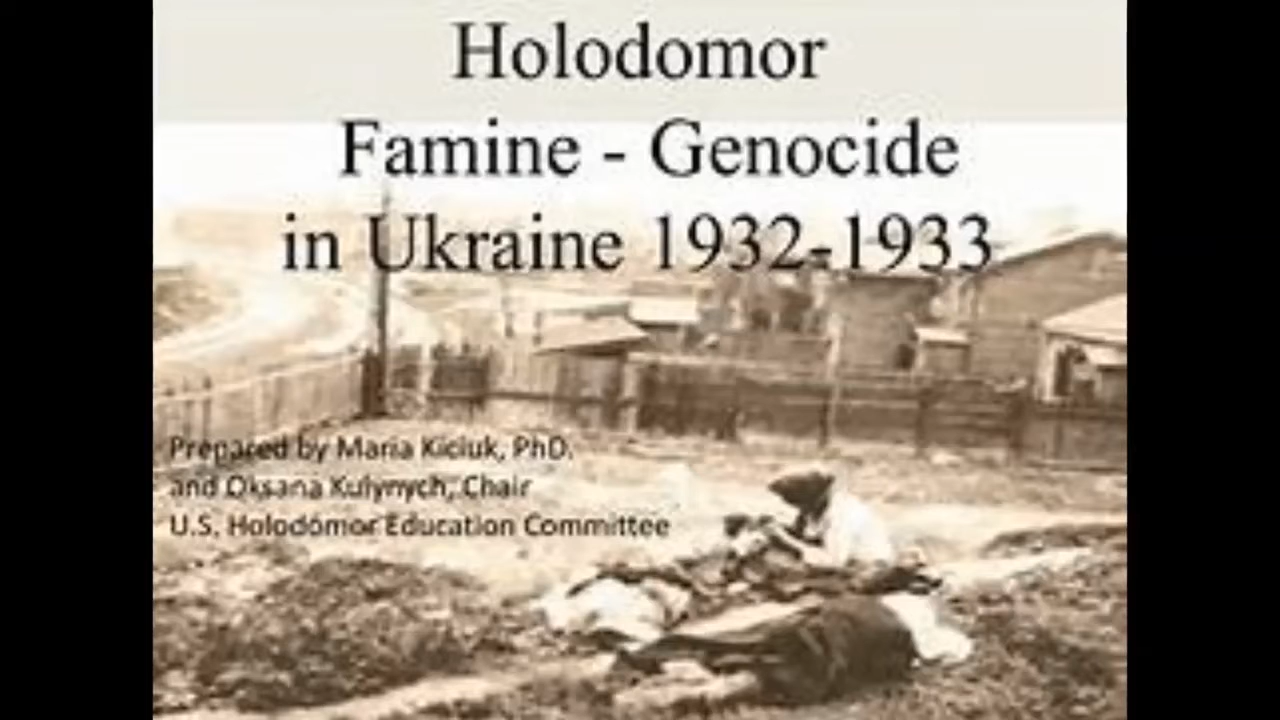 Holodomor
Famine - Genocide
in Ukraine 1932-1933
Prepared by Maria Kiciuk, PhD.
and Oksana Kulynych, Chair
U.S. Holodomor Education Committee